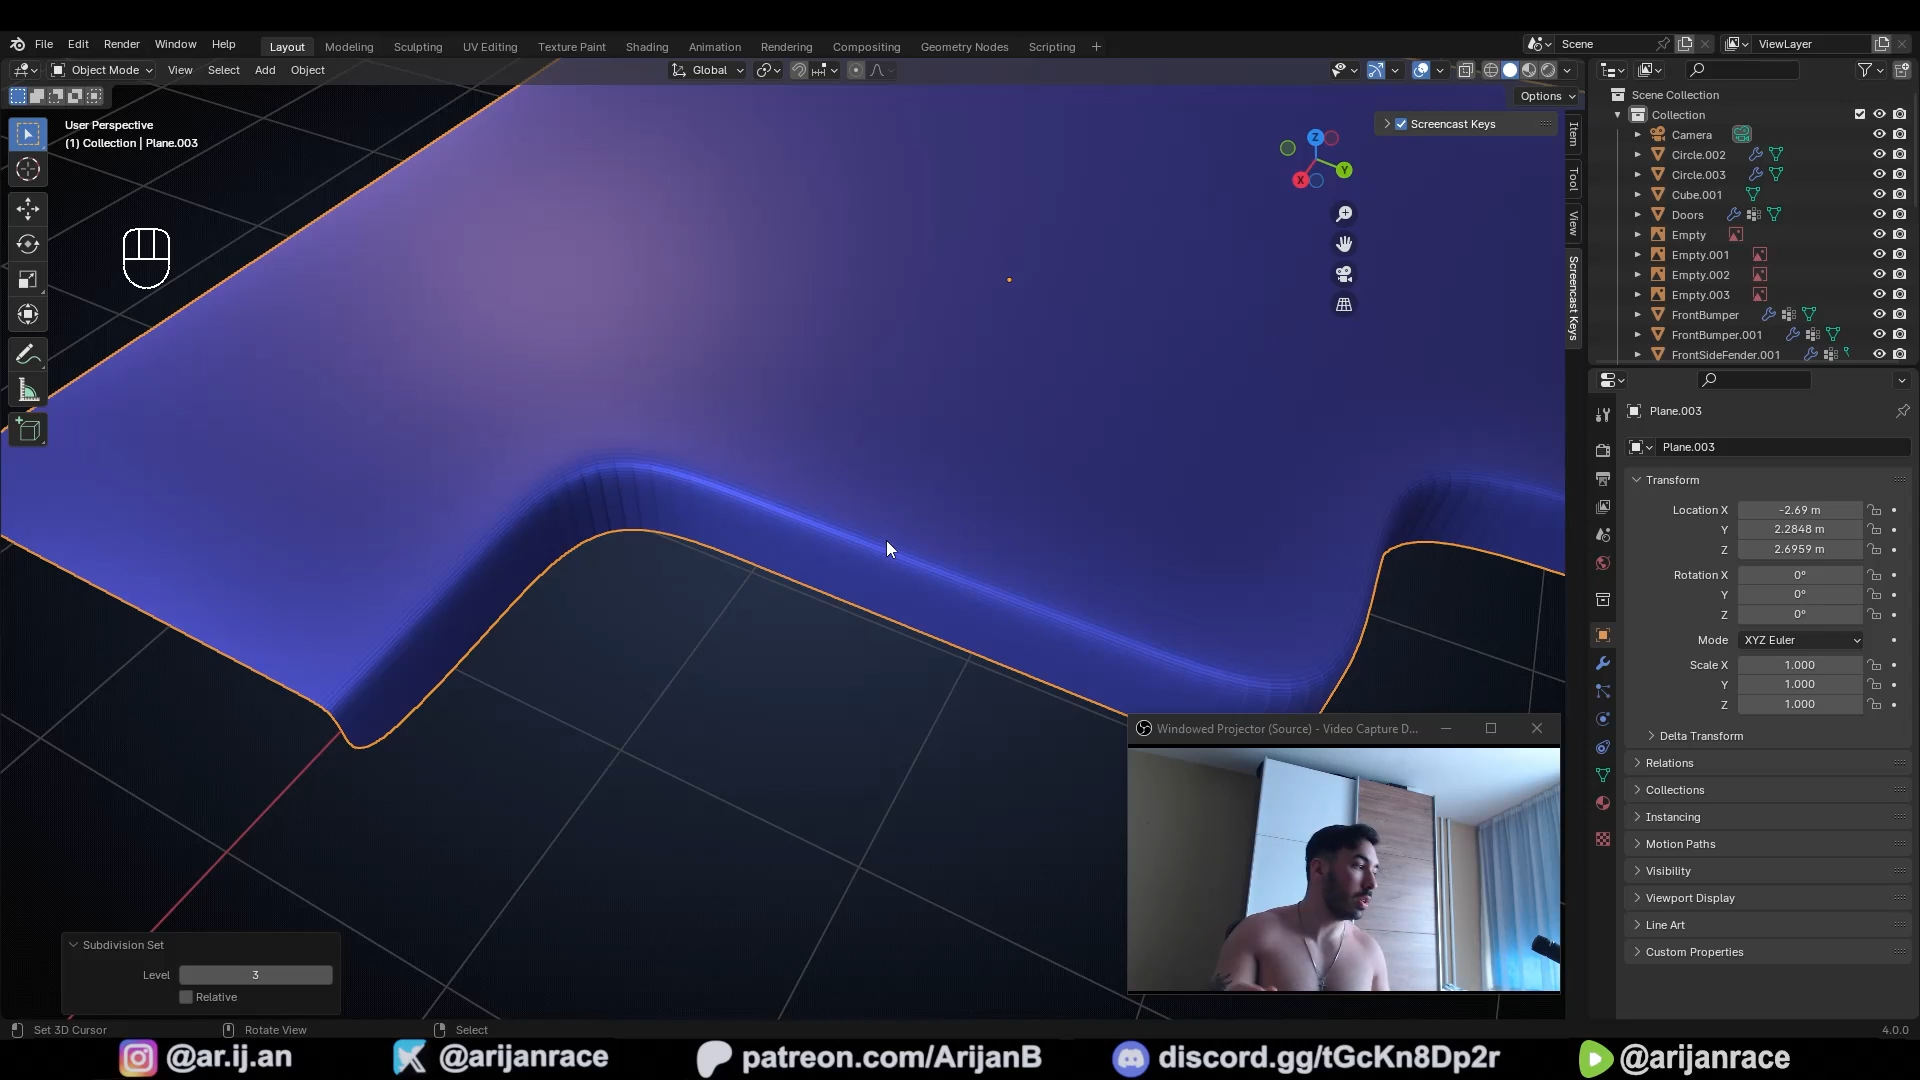 File Edit Render Window Help
Layout Modeling Sculpting UV Editing Texture Paint Shading Animation Rendering Compositing Geometry Nodes Scripting +
Scene
ViewLayer
Object Mode View Select Add Object
Global
Options
User Perspective
(1) Collection | Plane.003
Screencast Keys
Z
Y
X
Item
Tool
View
Screencast Keys
Scene Collection
Collection
Camera
Circle.002
Circle.003
Cube.001
Doors
Empty
Empty.001
Empty.002
Empty.003
FrontBumper
FrontBumper.001
FrontSideFender.001
Plane.003
Plane.003
Transform
Location X -2.69 m
Y 2.2848 m
Z 2.6959 m
Rotation X 0°
Y 0°
Z 0°
Mode XYZ Euler
Scale X 1.000
Y 1.000
Z 1.000
Delta Transform
Relations
Collections
Instancing
Motion Paths
Visibility
Viewport Display
Line Art
Custom Properties
Windowed Projector (Source) - Video Capture D...
Subdivision Set
Level 3
Relative
Set 3D Cursor Rotate View Select
4.0.0
@ar.ij.an @arijanrace patreon.com/ArijanB discord.gg/tGcKn8Dp2r @arijanrace